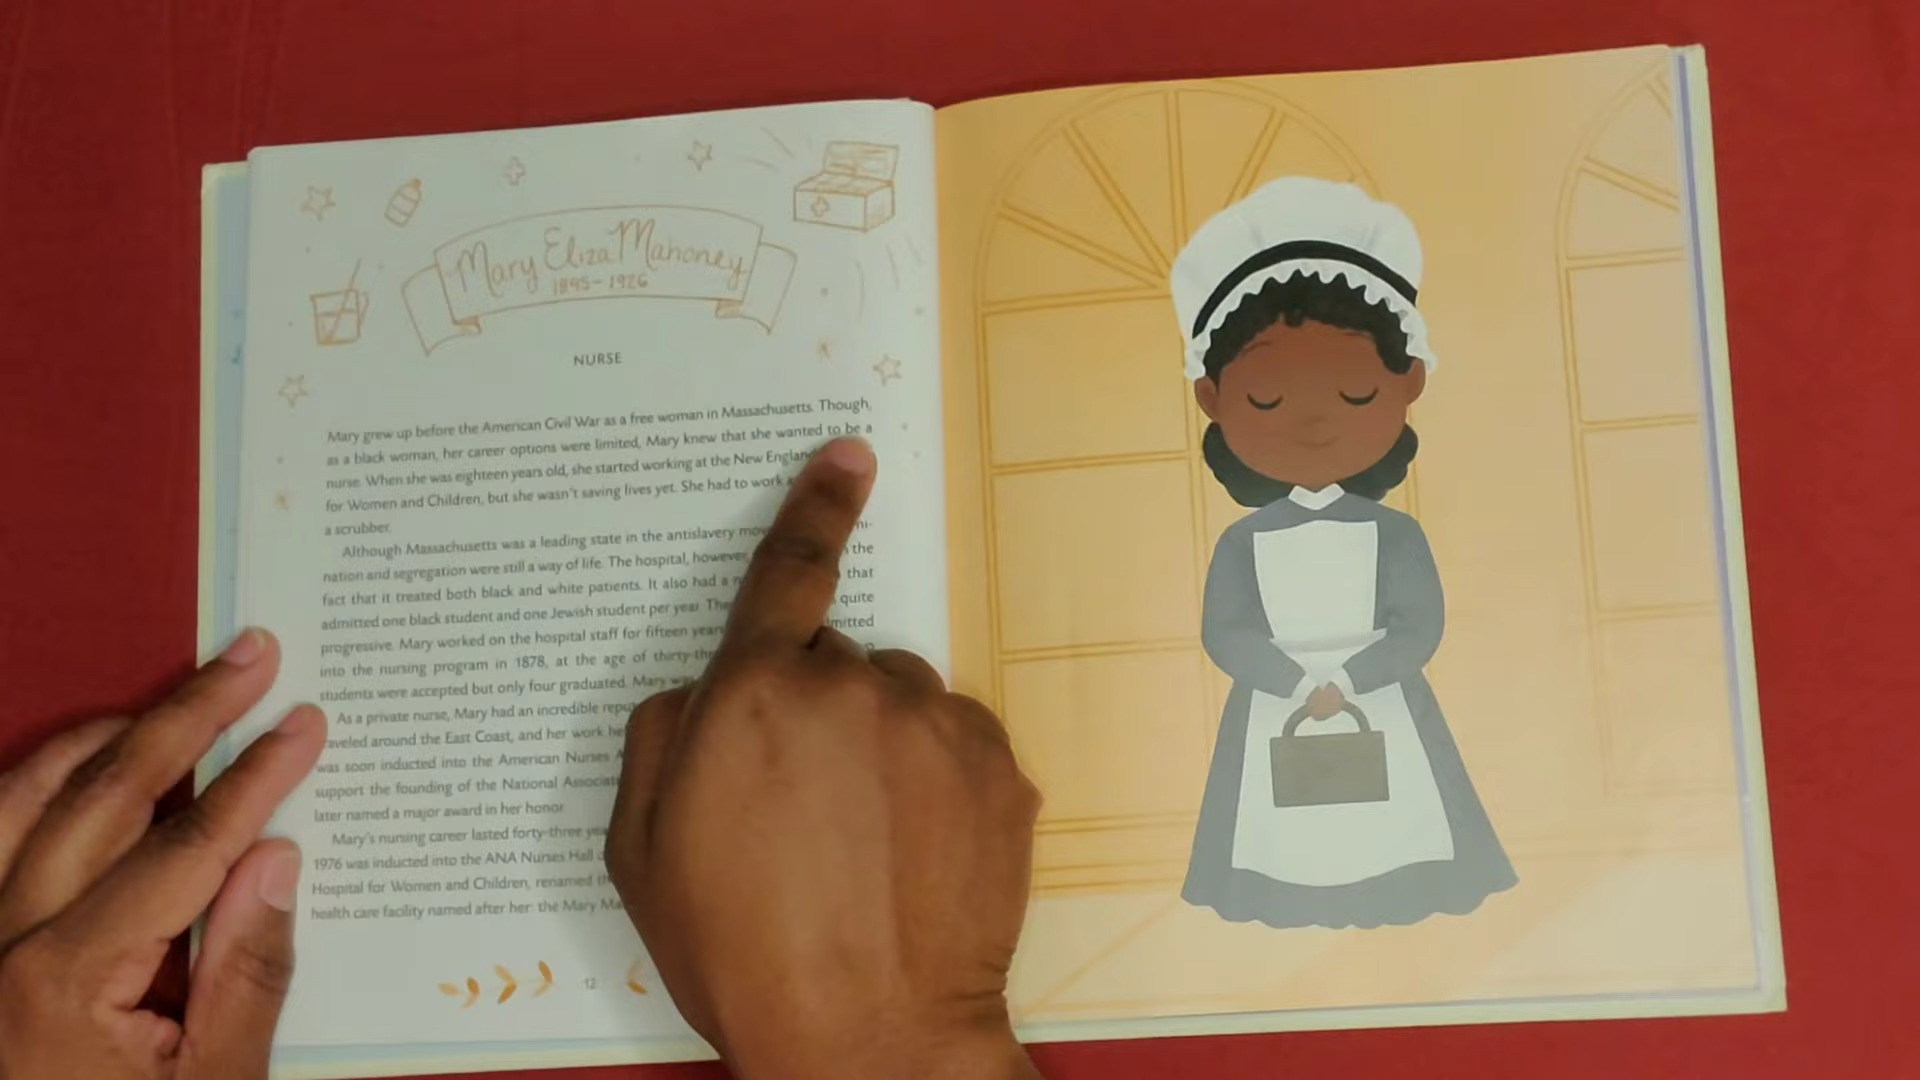 Mary Eliza Mahoney
1845-1926
NURSE
Mary grew up before the American Civil War as a free woman in Massachusetts. Though,
as a black woman, her career options were limited, Mary knew that she wanted to be a
nurse. When she was eighteen years old, she started working at the New England
for Women and Children, but she wasn't saving lives yet. She had to work
a scrubber.
Although Massachusetts was a leading state in the antislavery
nation and segregation were still a way of life. The hospital, however, the
fact that it treated both black and white patients. It also had a that
admitted one black student and one Jewish student per year. quite
progressive. Mary worked on the hospital staff for fifteen
into the nursing program in 1878, at the age of
students were accepted but only four graduated. Mary
As a private nurse, Mary had an incredible
traveled around the East Coast, and her work
was soon inducted into the American Nurses
support the founding of the National
later named a major award in her honor.
Mary's nursing career lasted forty-three
1976 was inducted into the ANA Nurses Hall
Hospital for Women and Children, renamed
health care facility named after her: the Mary
12